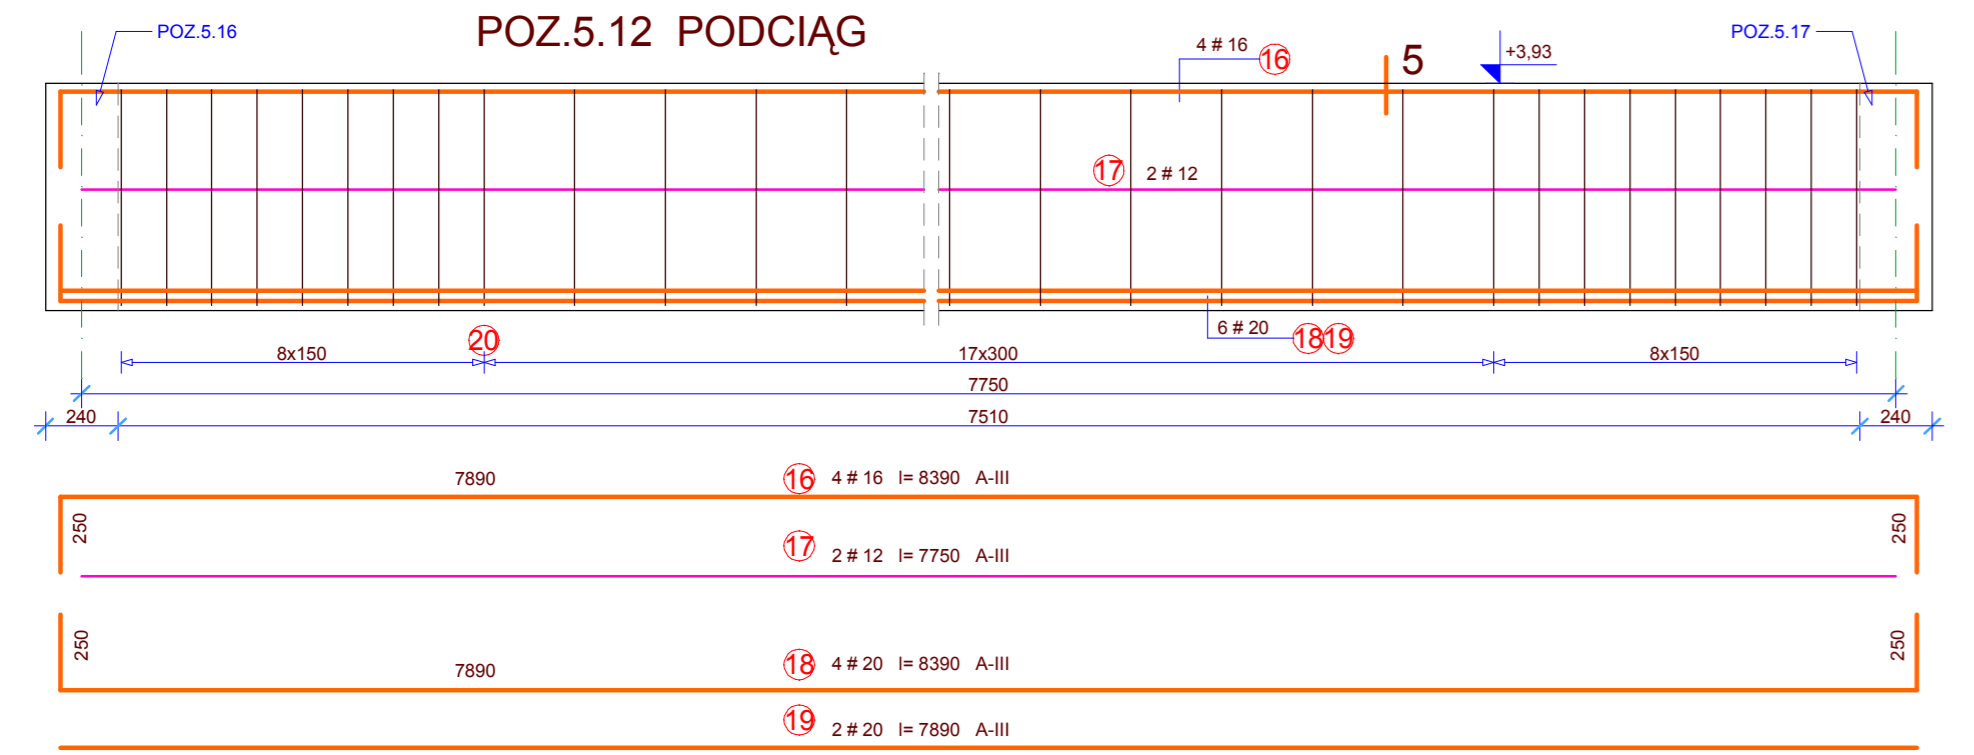 POZ.5.12 PODCIĄG
POZ.5.16
POZ.5.17
4 # 16 16
5
+3,93
17 2 # 12
6 # 20 18 19
20
8x150
17x300
8x150
7750
240
7510
240
7890
16 4 # 16 l= 8390 A-III
250
250
17 2 # 12 l= 7750 A-III
250
250
7890
18 4 # 20 l= 8390 A-III
19 2 # 20 l= 7890 A-III